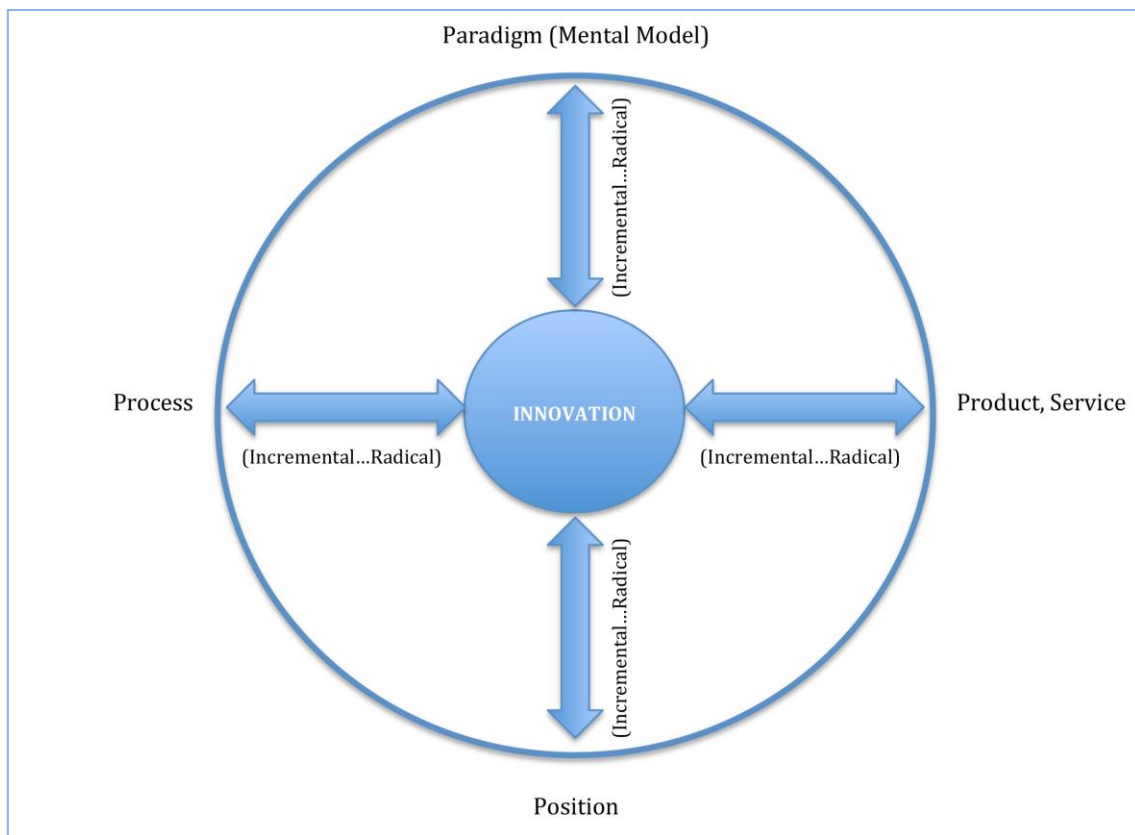 Paradigm (Mental Model)
(Incremental...Radical)
Process
INNOVATION
Product, Service
(Incremental...Radical)
(Incremental...Radical)
(Incremental...Radical)
Position